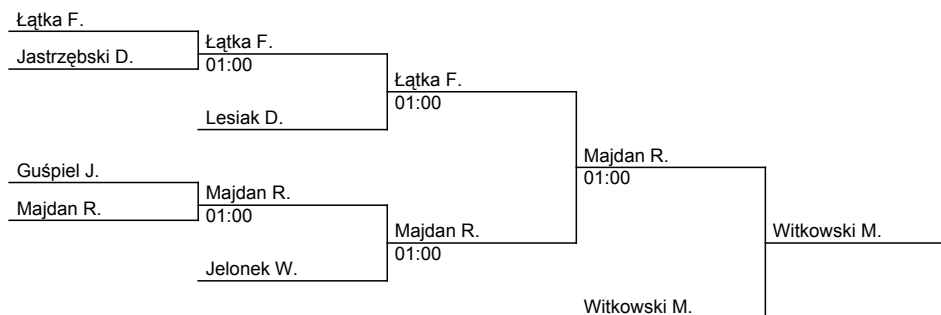 Łątka F.
Jastrzębski D.
Łątka F.
01:00
Lesiak D.
Łątka F.
01:00
Guśpiel J.
Majdan R.
Majdan R.
01:00
Jelonek W.
Majdan R.
01:00
Majdan R.
01:00
Witkowski M.
Witkowski M.